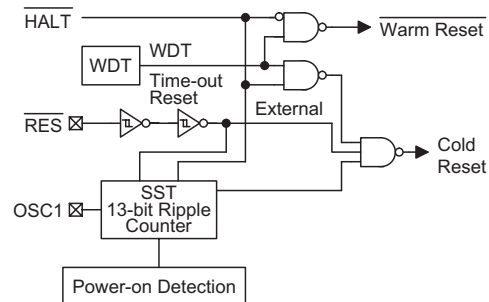 HALT
Warm Reset
WDT
WDT
Time-out
Reset
RES
External
Cold
Reset
SST
13-bit Ripple
Counter
OSC1
Power-on Detection